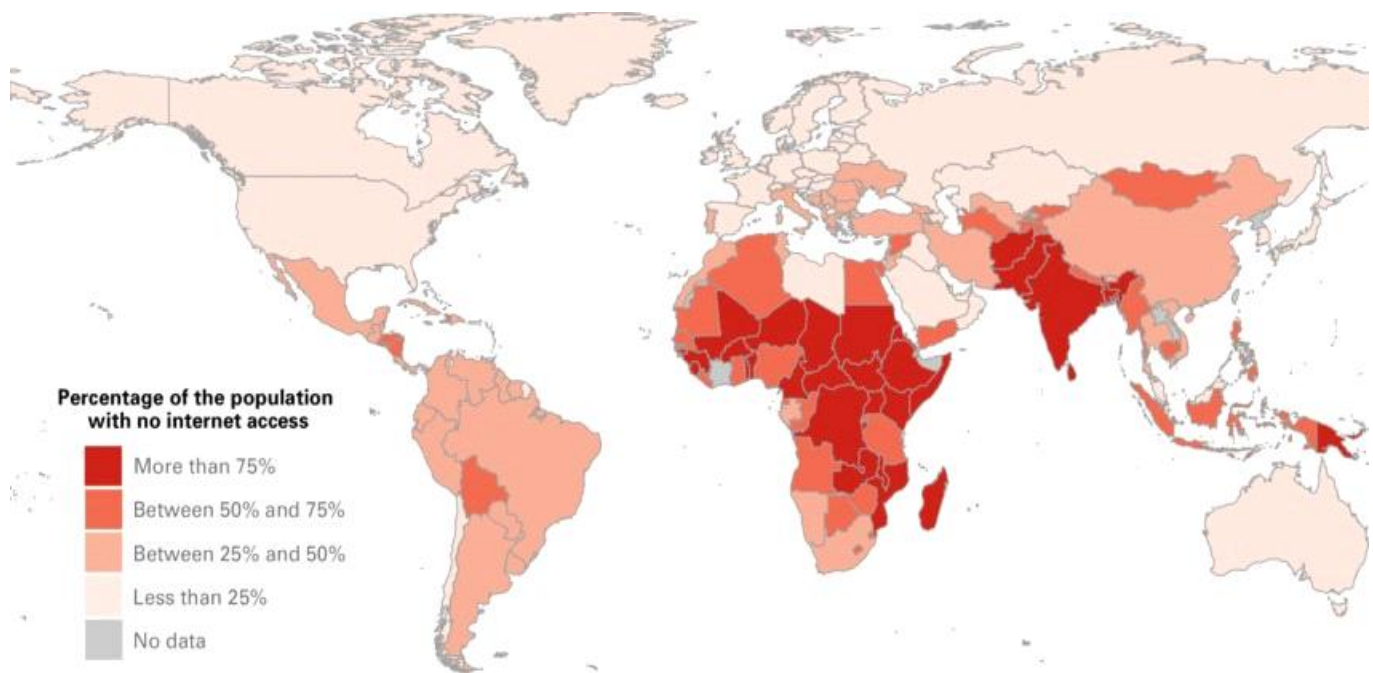 Percentage of the population
with no internet access
More than 75%
Between 50% and 75%
Between 25% and 50%
Less than 25%
No data